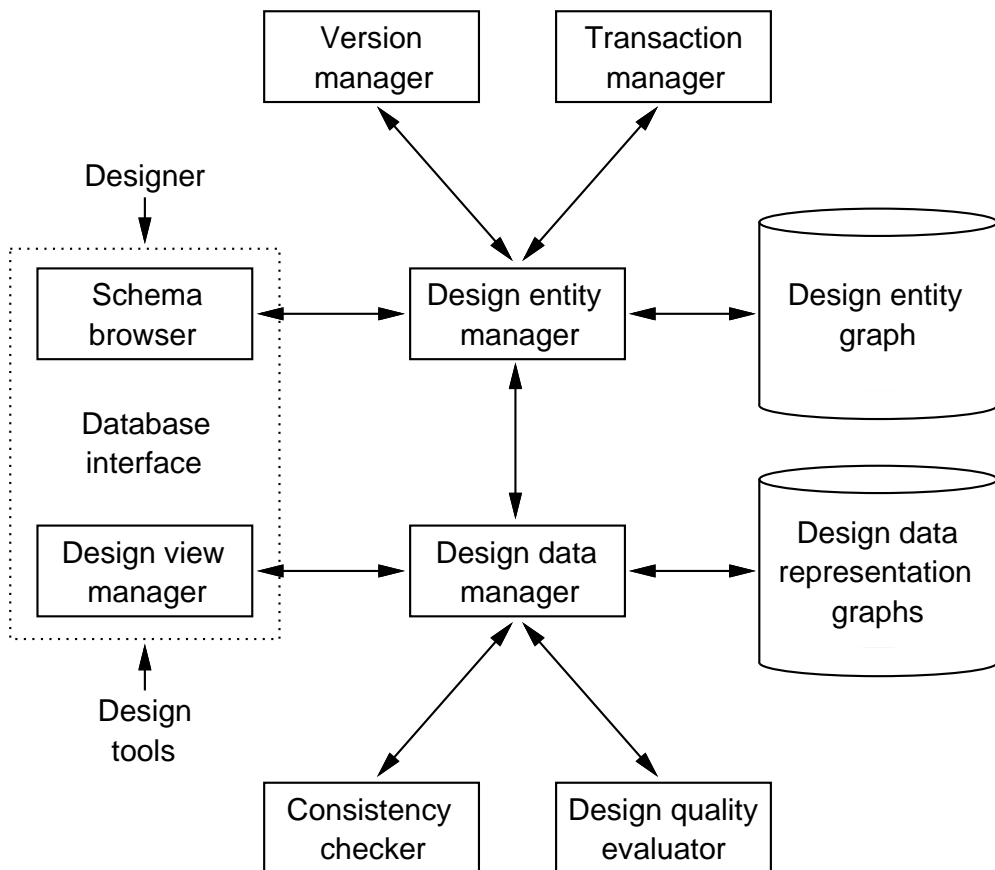 Version
manager
Transaction
manager
Designer
Schema
browser
Design entity
manager
Design entity
graph
Database
interface
Design view
manager
Design data
manager
Design data
representation
graphs
Design
tools
Consistency
checker
Design quality
evaluator